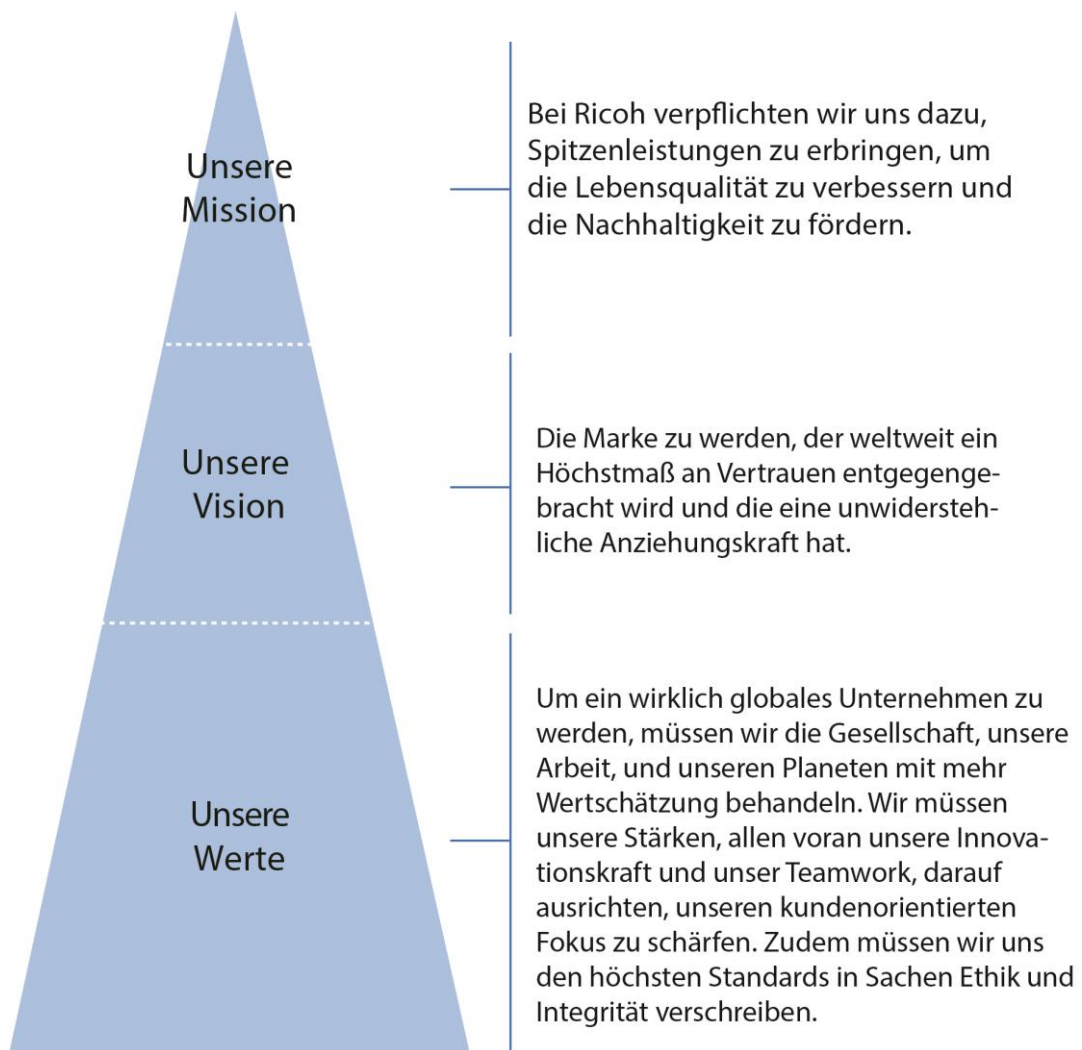 Unsere
Mission
Bei Ricoh verpflichten wir uns dazu,
Spitzenleistungen zu erbringen, um
die Lebensqualität zu verbessern und
die Nachhaltigkeit zu fördern.
Unsere
Vision
Die Marke zu werden, der weltweit ein
Höchstmaß an Vertrauen entgegenge-
bracht wird und die eine unwidersteh-
liche Anziehungskraft hat.
Unsere
Werte
Um ein wirklich globales Unternehmen zu
werden, müssen wir die Gesellschaft, unsere
Arbeit, und unseren Planeten mit mehr
Wertschätzung behandeln. Wir müssen
unsere Stärken, allen voran unsere Innova-
tionskraft und unser Teamwork, darauf
ausrichten, unseren kundenorientierten
Fokus zu schärfen. Zudem müssen wir uns
den höchsten Standards in Sachen Ethik und
Integrität verschreiben.